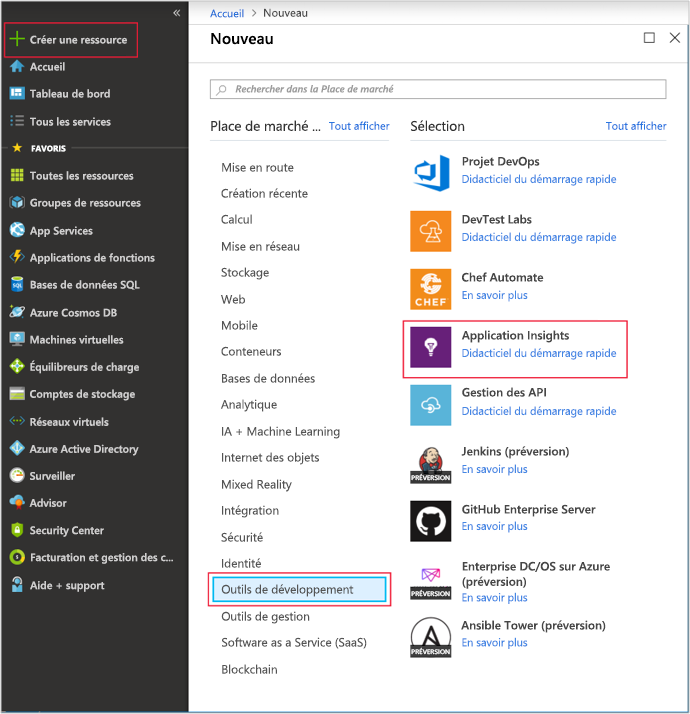 Créer une ressource
Accueil
Tableau de bord
Tous les services
FAVORIS
Toutes les ressources
Groupes de ressources
App Services
Applications de fonctions
Bases de données SQL
Azure Cosmos DB
Machines virtuelles
Équilibreurs de charge
Comptes de stockage
Réseaux virtuels
Azure Active Directory
Surveiller
Advisor
Security Center
Facturation et gestion des c...
Aide + support
Accueil > Nouveau
Nouveau
Rechercher dans la Place de marché
Place de marché ... Tout afficher
Mise en route
Création récente
Calcul
Mise en réseau
Stockage
Web
Mobile
Conteneurs
Bases de données
Analytique
IA + Machine Learning
Internet des objets
Mixed Reality
Intégration
Sécurité
Identité
Outils de développement
Outils de gestion
Software as a Service (SaaS)
Blockchain
Sélection Tout afficher
Projet DevOps
Didacticiel du démarrage rapide
DevTest Labs
Didacticiel du démarrage rapide
CHEF
Chef Automate
En savoir plus
Application Insights
Didacticiel du démarrage rapide
Gestion des API
Didacticiel du démarrage rapide
PRÉVERSION
Jenkins (préversion)
En savoir plus
GitHub Enterprise Server
En savoir plus
PRÉVERSION
Enterprise DC/OS sur Azure
(préversion)
En savoir plus
PRÉVERSION
Ansible Tower (préversion)
En savoir plus